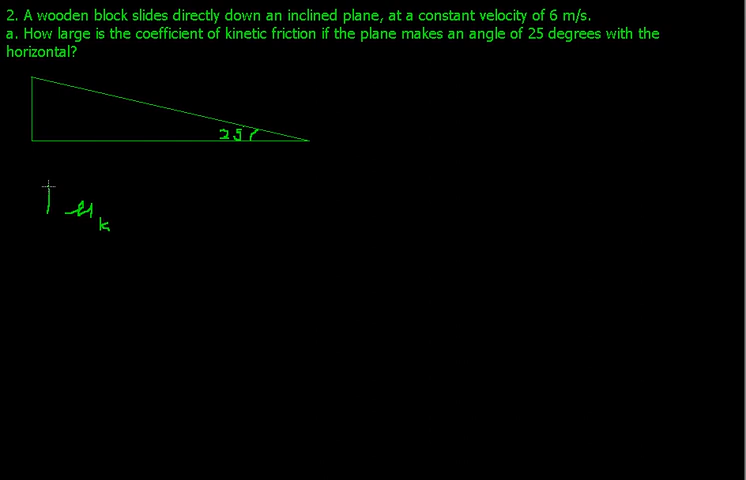 2. A wooden block slides directly down an inclined plane, at a constant velocity of 6 m/s.
a. How large is the coefficient of kinetic friction if the plane makes an angle of 25 degrees with the
horizontal?
25
μ
k